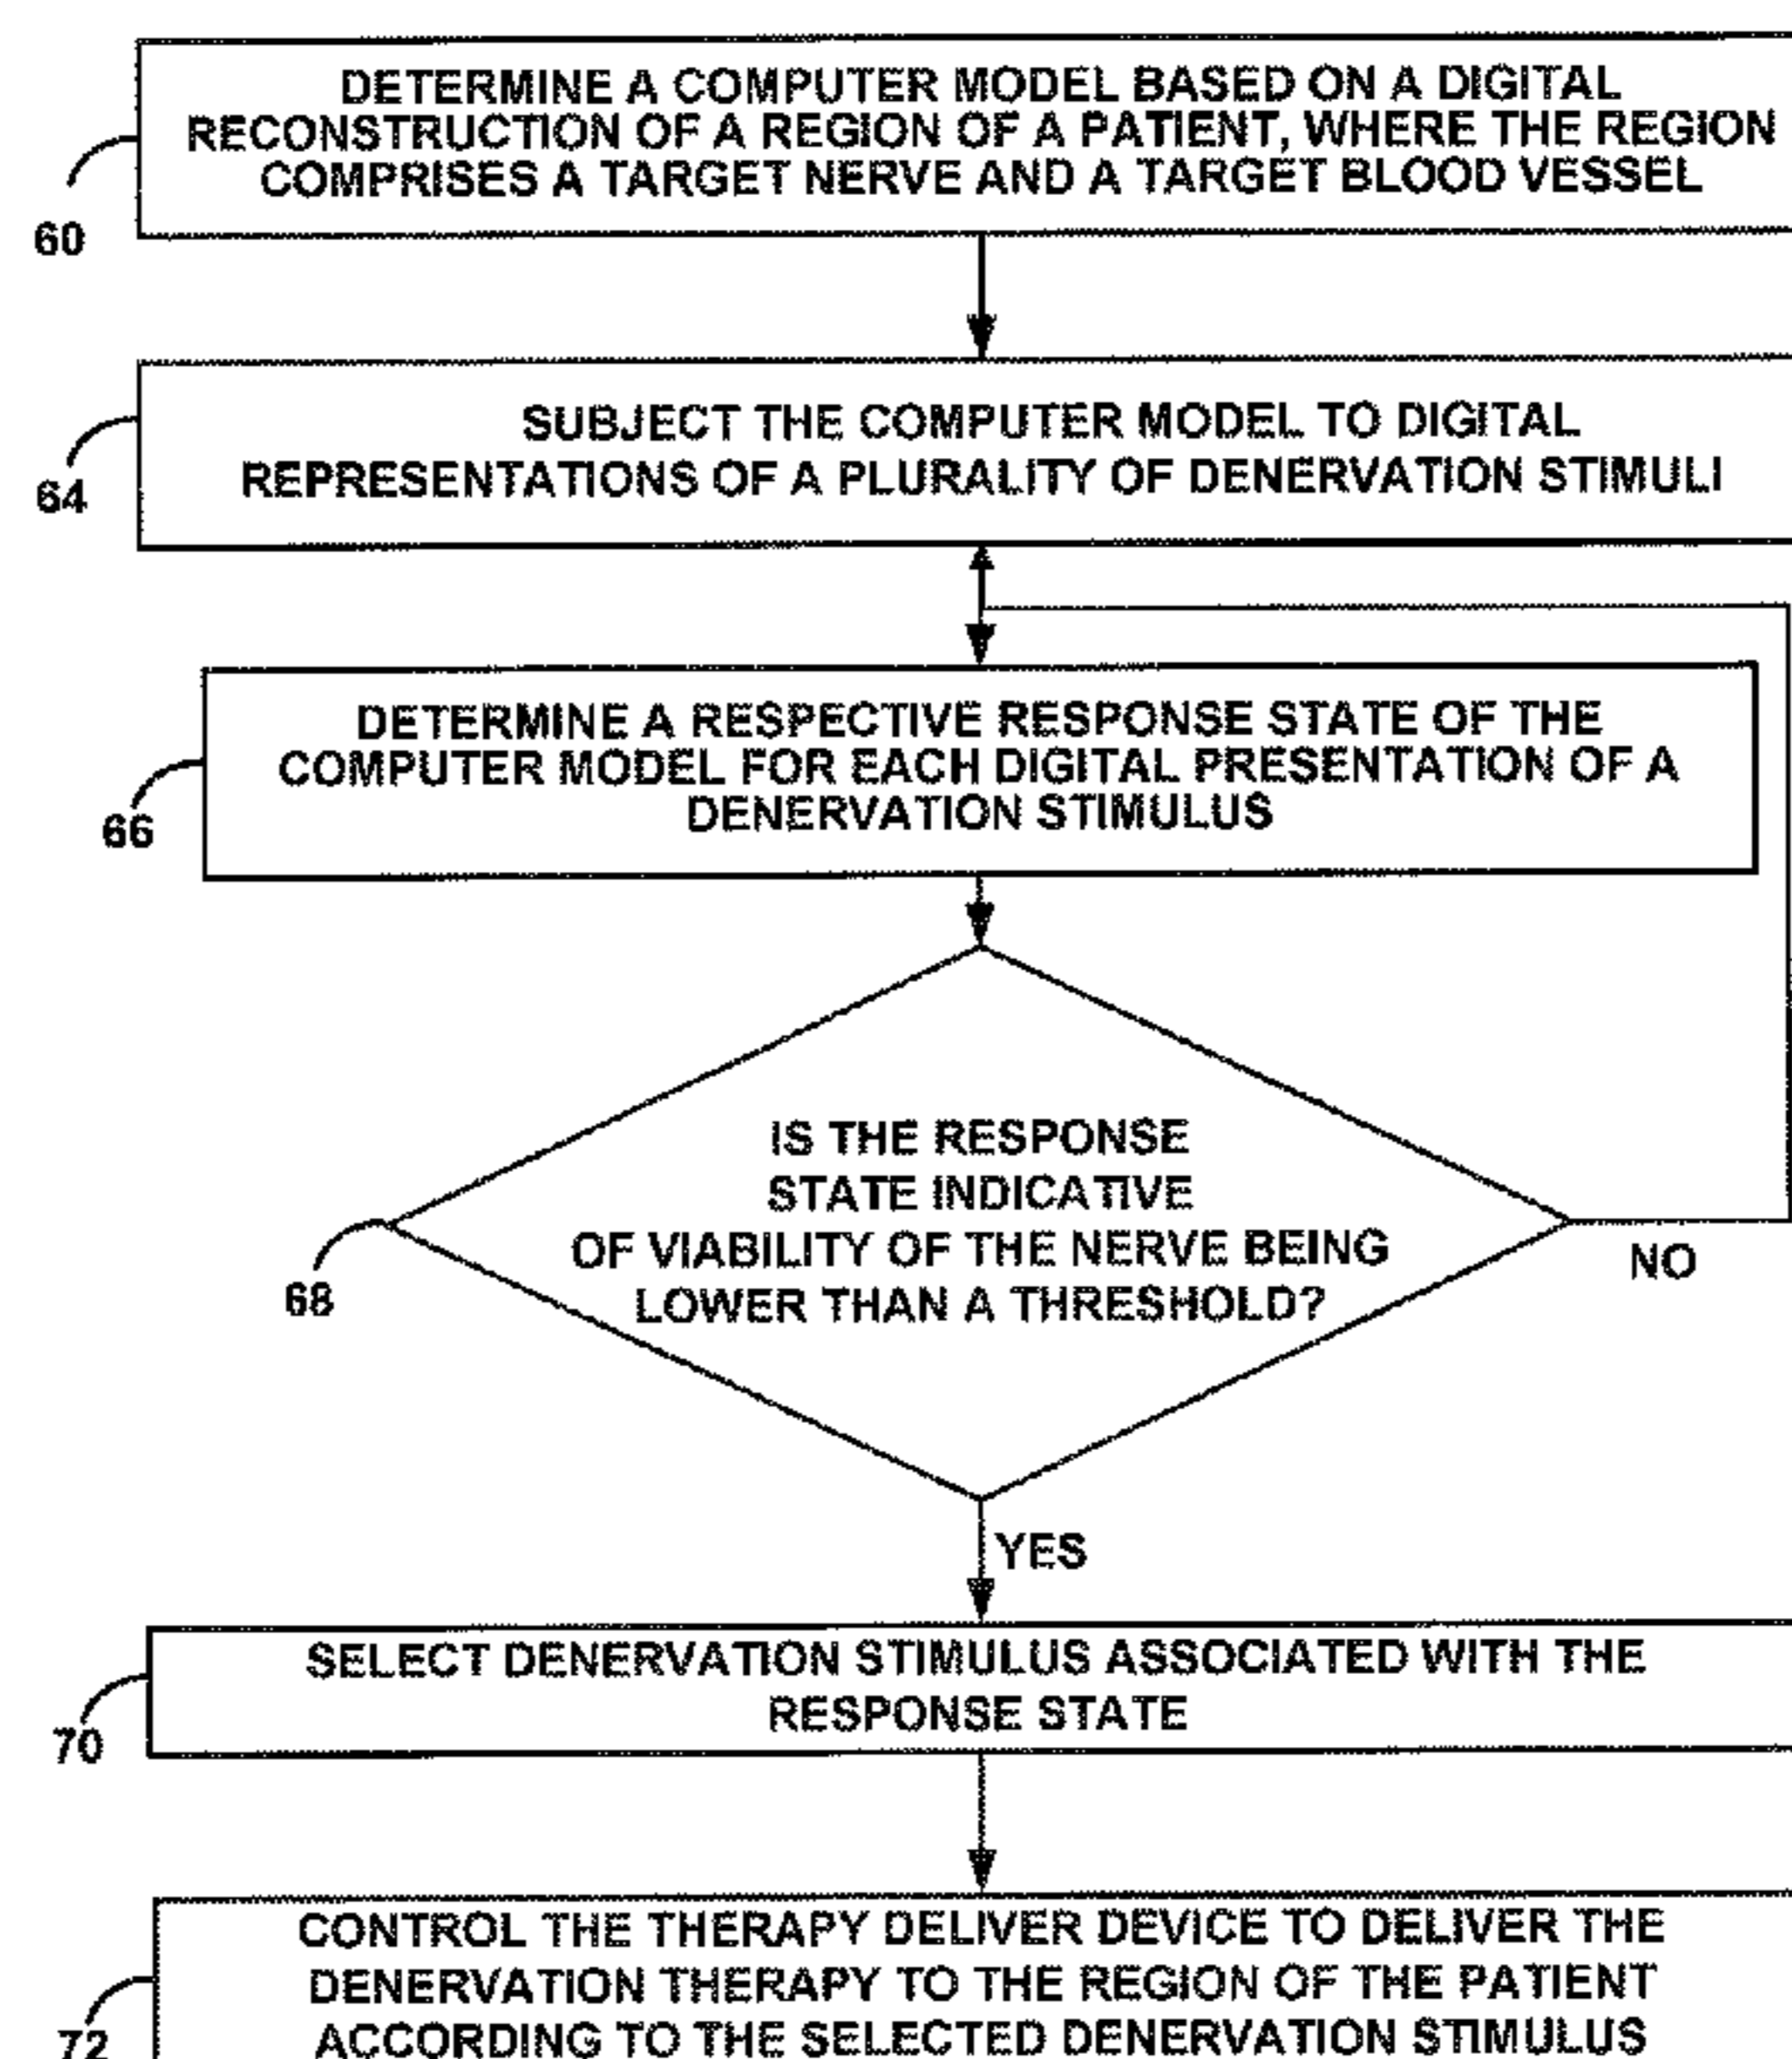 DETERMINE A COMPUTER MODEL BASED ON A DIGITAL
RECONSTRUCTION OF A REGION OF A PATIENT, WHERE THE REGION
COMPRISES A TARGET NERVE AND A TARGET BLOOD VESSEL
60
SUBJECT THE COMPUTER MODEL TO DIGITAL
REPRESENTATIONS OF A PLURALITY OF DENERVATION STIMULI
64
DETERMINE A RESPECTIVE RESPONSE STATE OF THE
COMPUTER MODEL FOR EACH DIGITAL PRESENTATION OF A
DENERVATION STIMULUS
66
IS THE RESPONSE
STATE INDICATIVE
OF VIABILITY OF THE NERVE BEING
LOWER THAN A THRESHOLD?
NO
68
YES
SELECT DENERVATION STIMULUS ASSOCIATED WITH THE
RESPONSE STATE
70
CONTROL THE THERAPY DELIVER DEVICE TO DELIVER THE
DENERVATION THERAPY TO THE REGION OF THE PATIENT
ACCORDING TO THE SELECTED DENERVATION STIMULUS
72